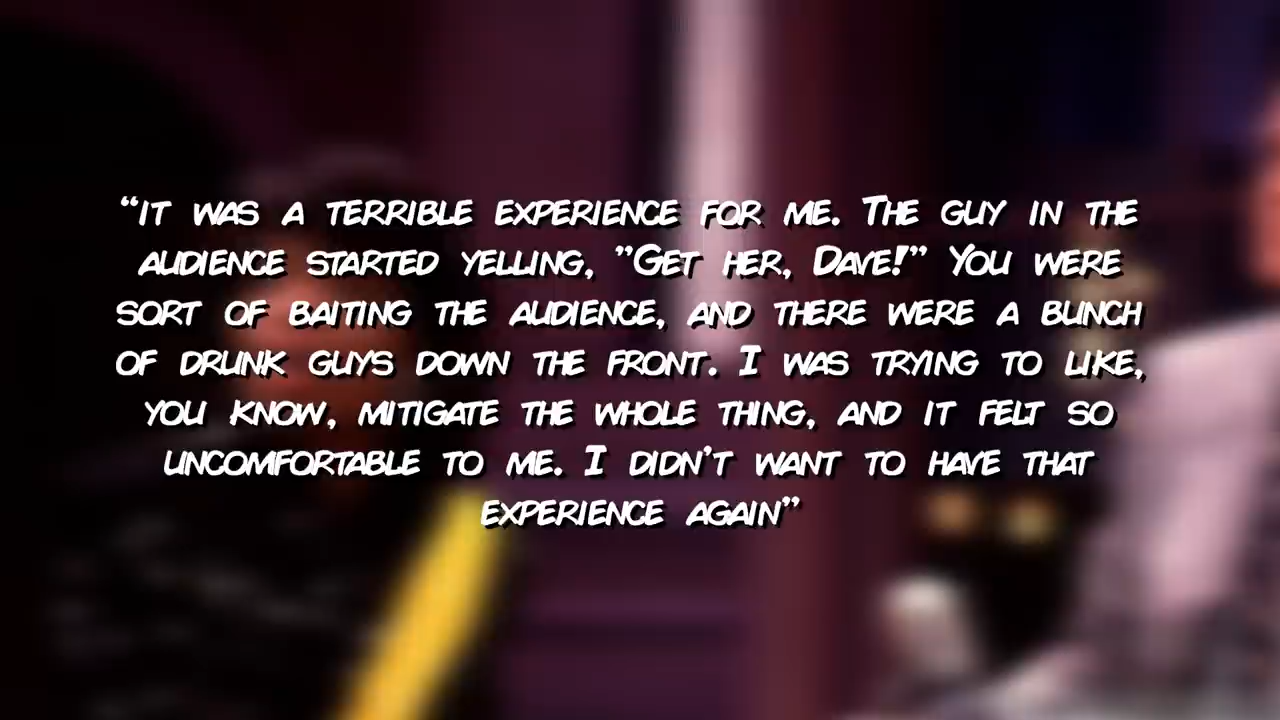 “It was a terrible experience for me. The guy in the
audience started yelling, ”Get her, Dave!” You were
sort of baiting the audience, and there were a bunch
of drunk guys down the front. I was trying to like,
you know, mitigate the whole thing, and it felt so
uncomfortable to me. I didn’t want to have that
experience again”